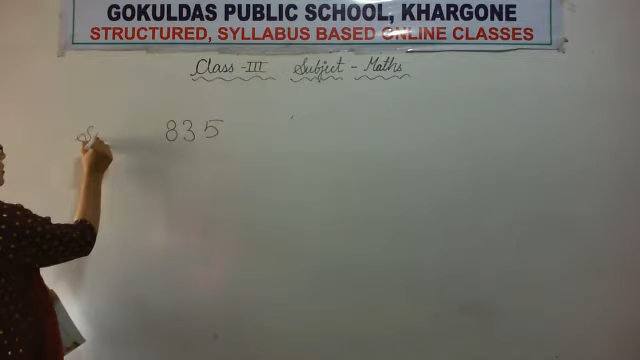 GOKULDAS PUBLIC SCHOOL, KHARGONE
STRUCTURED, SYLLABUS BASED ONLINE CLASSES
Class - III Subject - Maths
835